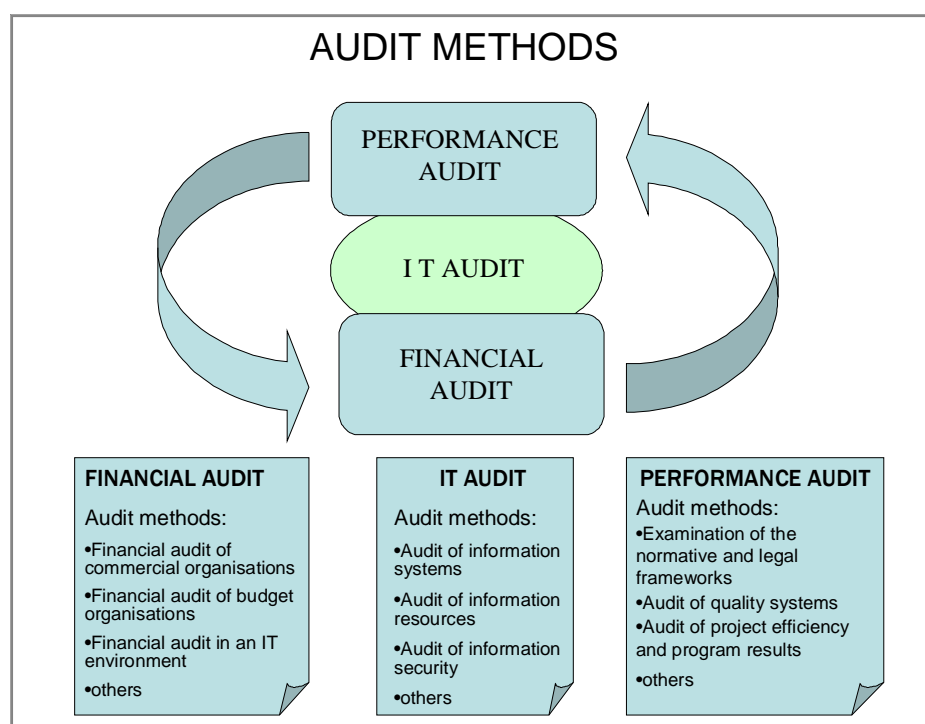 AUDIT METHODS
PERFORMANCE
AUDIT
I T AUDIT
FINANCIAL
AUDIT
FINANCIAL AUDIT
Audit methods:
•Financial audit of
commercial organisations
•Financial audit of budget
organisations
•Financial audit in an IT
environment
•others
IT AUDIT
Audit methods:
•Audit of information
systems
•Audit of information
resources
•Audit of information
security
•others
PERFORMANCE AUDIT
Audit methods:
•Examination of the
normative and legal
frameworks
•Audit of quality systems
•Audit of project efficiency
and program results
•others